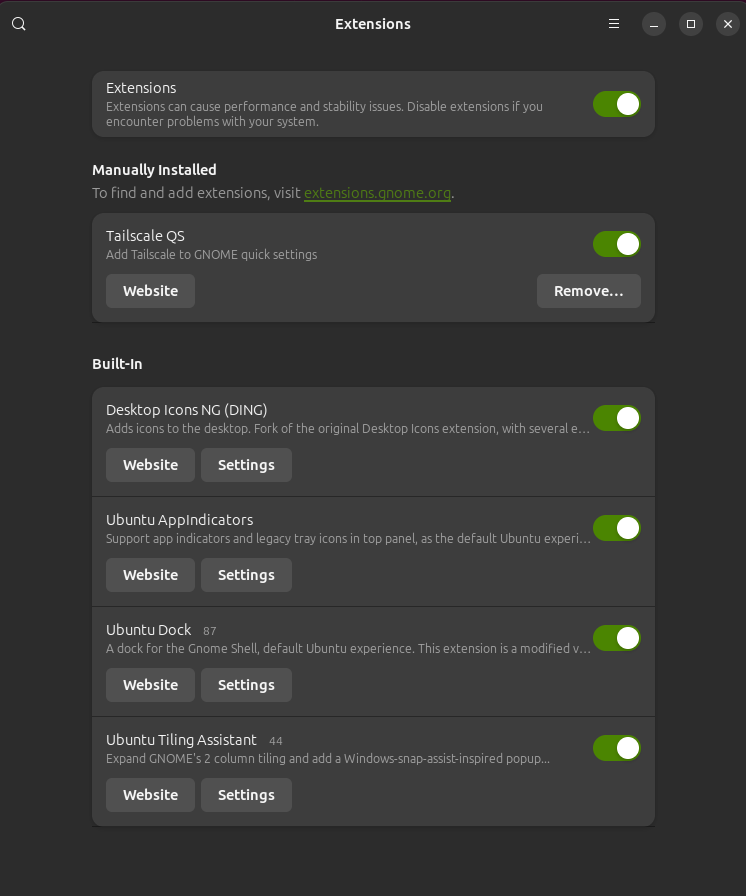 Extensions
Extensions
Extensions can cause performance and stability issues. Disable extensions if you
encounter problems with your system.
Manually Installed
To find and add extensions, visit extensions.gnome.org.
Tailscale QS
Add Tailscale to GNOME quick settings
Website Remove…
Built-In
Desktop Icons NG (DING)
Adds icons to the desktop. Fork of the original Desktop Icons extension, with several e…
Website Settings
Ubuntu AppIndicators
Support app indicators and legacy tray icons in top panel, as the default Ubuntu experi…
Website Settings
Ubuntu Dock 87
A dock for the Gnome Shell, default Ubuntu experience. This extension is a modified v…
Website Settings
Ubuntu Tiling Assistant 44
Expand GNOME's 2 column tiling and add a Windows-snap-assist-inspired popup...
Website Settings